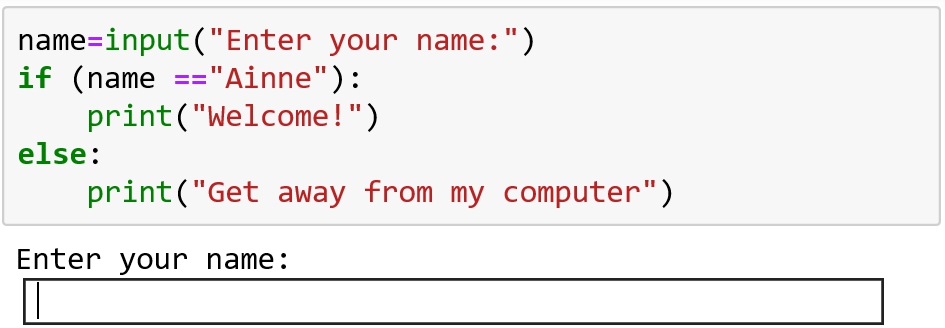 name=input("Enter your name:")
if (name =="Ainne"):
    print("Welcome!")
else:
    print("Get away from my computer")
Enter your name: